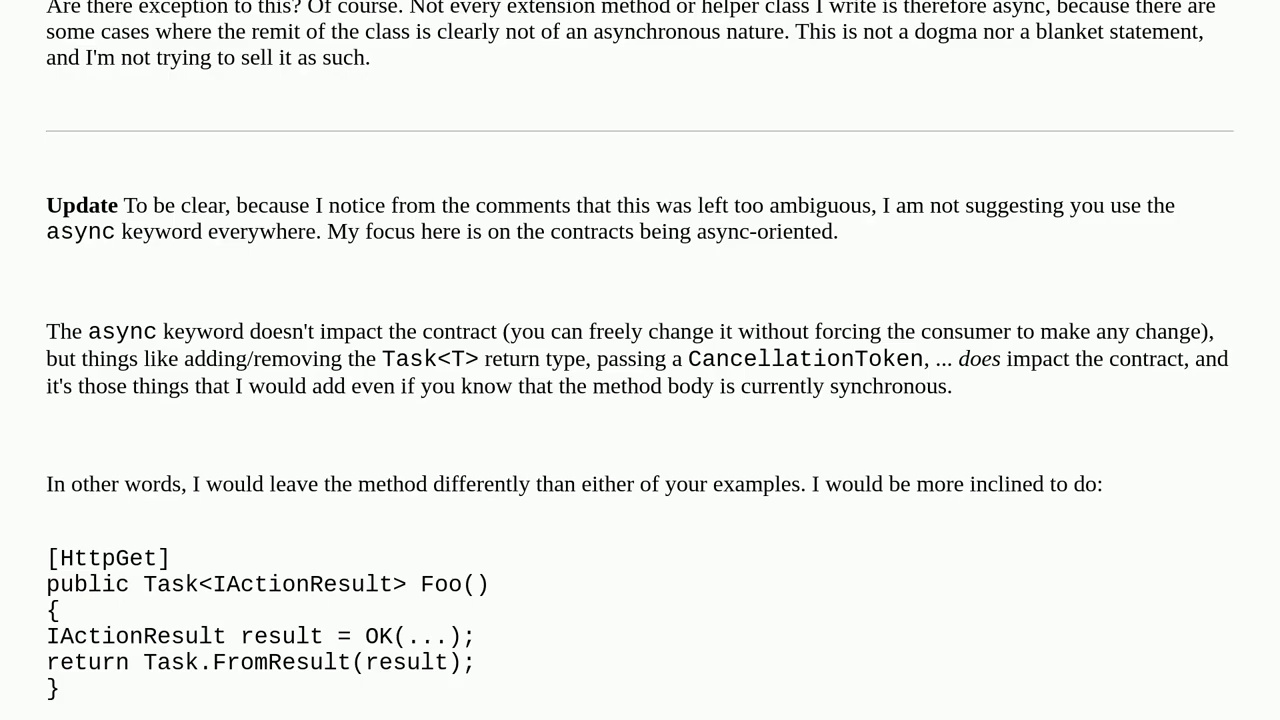 Are there exception to this? Of course. Not every extension method or helper class I write is therefore async, because there are
some cases where the remit of the class is clearly not of an asynchronous nature. This is not a dogma nor a blanket statement,
and I'm not trying to sell it as such.
Update To be clear, because I notice from the comments that this was left too ambiguous, I am not suggesting you use the
async keyword everywhere. My focus here is on the contracts being async-oriented.
The async keyword doesn't impact the contract (you can freely change it without forcing the consumer to make any change),
but things like adding/removing the Task<T> return type, passing a CancellationToken, ... does impact the contract, and
it's those things that I would add even if you know that the method body is currently synchronous.
In other words, I would leave the method differently than either of your examples. I would be more inclined to do:
[HttpGet]
public Task<IActionResult> Foo()
{
IActionResult result = OK(...);
return Task.FromResult(result);
}